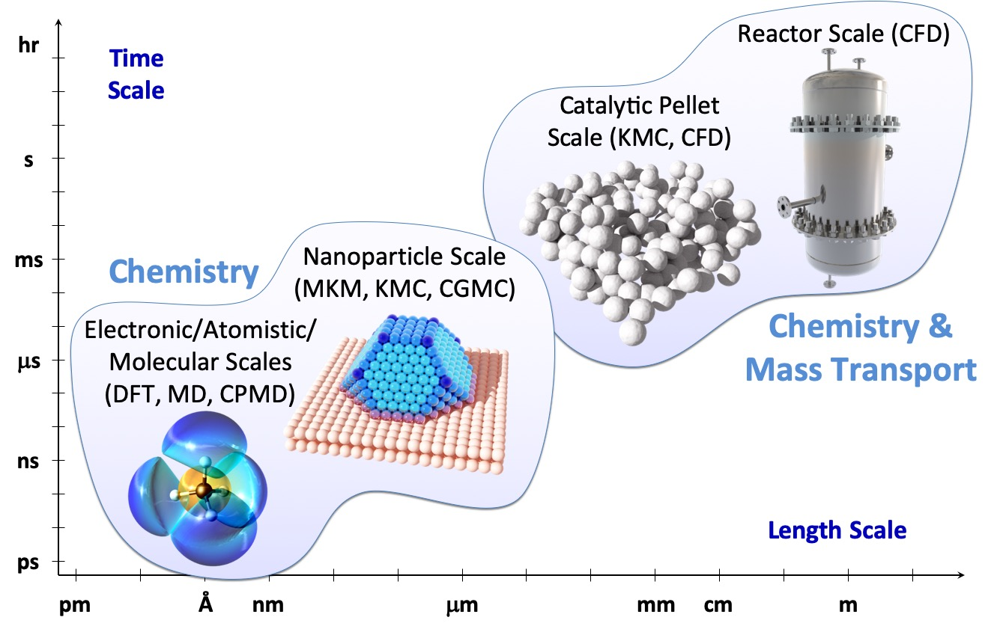 hr
s
ms
μs
ns
ps
Time
Scale
Reactor Scale (CFD)
Catalytic Pellet
Scale (KMC, CFD)
Nanoparticle Scale
(MKM, KMC, CGMC)
Chemistry
Electronic/Atomistic/
Molecular Scales
(DFT, MD, CPMD)
Chemistry &
Mass Transport
Length Scale
pm
Å
nm
μm
mm
cm
m